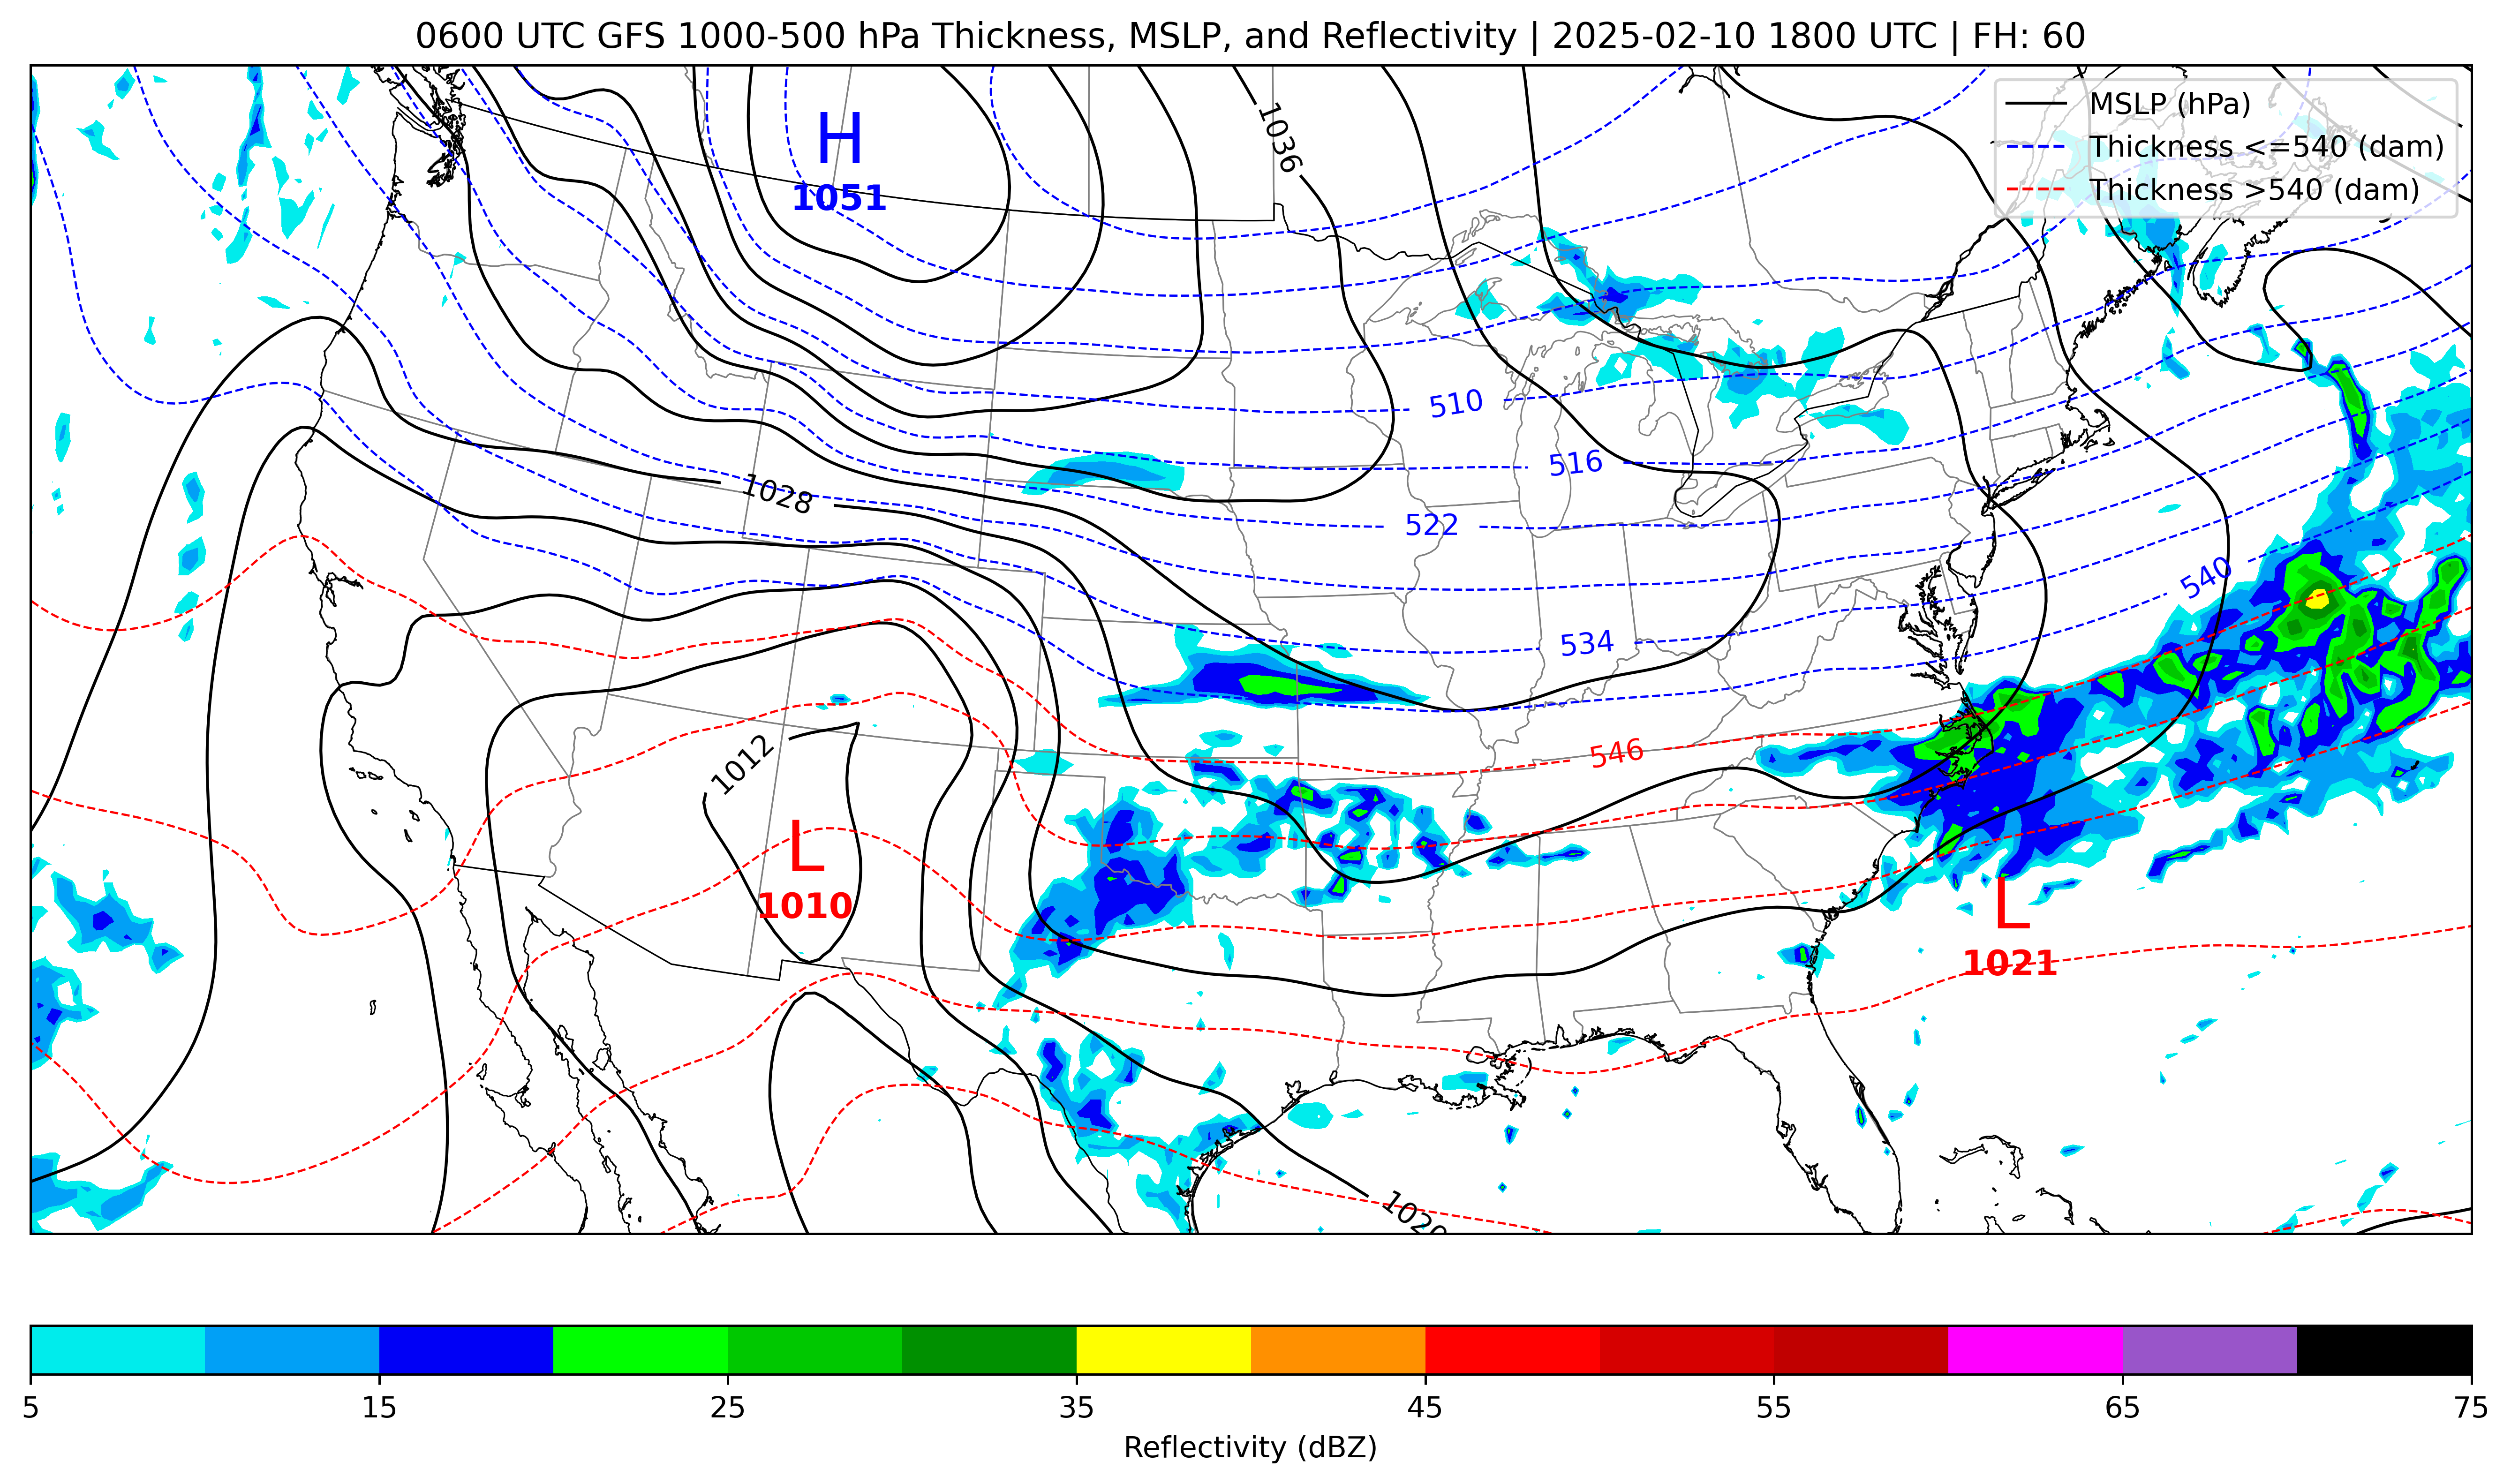 0600 UTC GFS 1000-500 hPa Thickness, MSLP, and Reflectivity | 2025-02-10 1800 UTC | FH: 60
MSLP (hPa)
Thickness <=540 (dam)
Thickness >540 (dam)
H
1051
1036
510
516
1028
522
540
534
546
1012
L
1010
L
1021
1020
5 15 25 35 45 55 65 75
Reflectivity (dBZ)